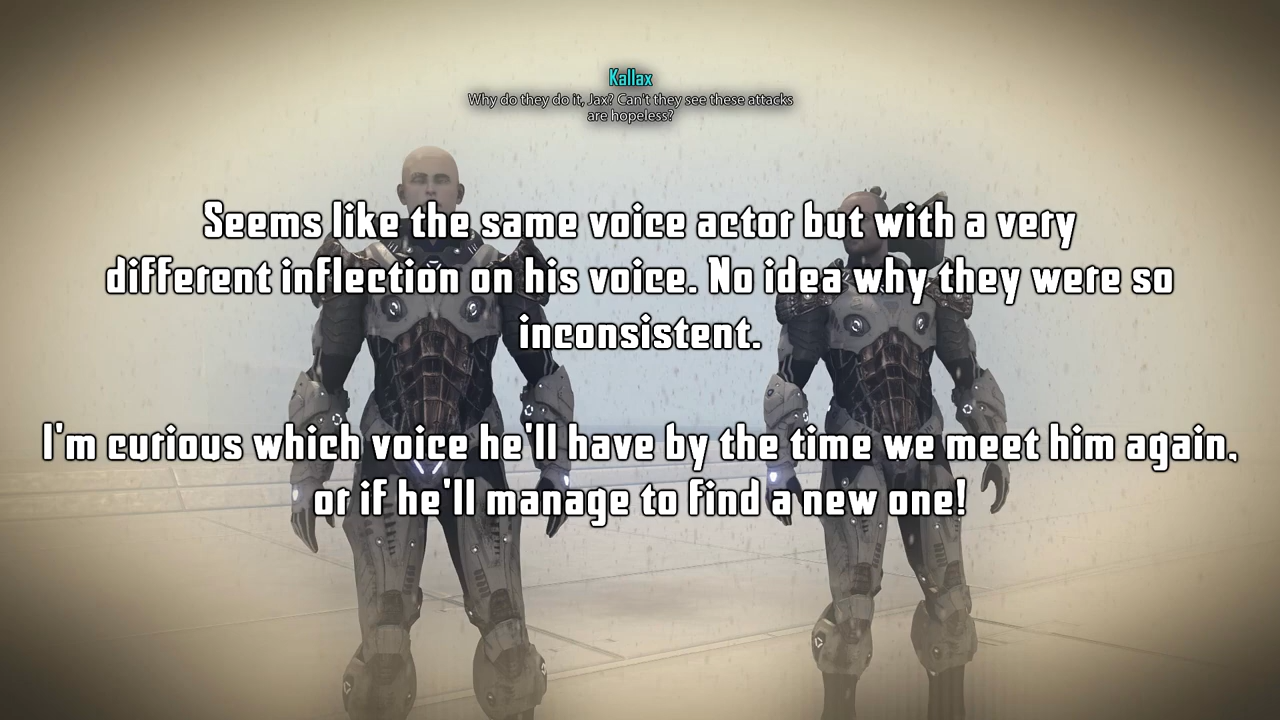 Kallax
Why do they do it, Jax? Can't they see these attacks
are hopeless?
Seems like the same voice actor but with a very
different inflection on his voice. No idea why they were so
inconsistent.
I'm curious which voice he'll have by the time we meet him again,
or if he'll manage to find a new one!